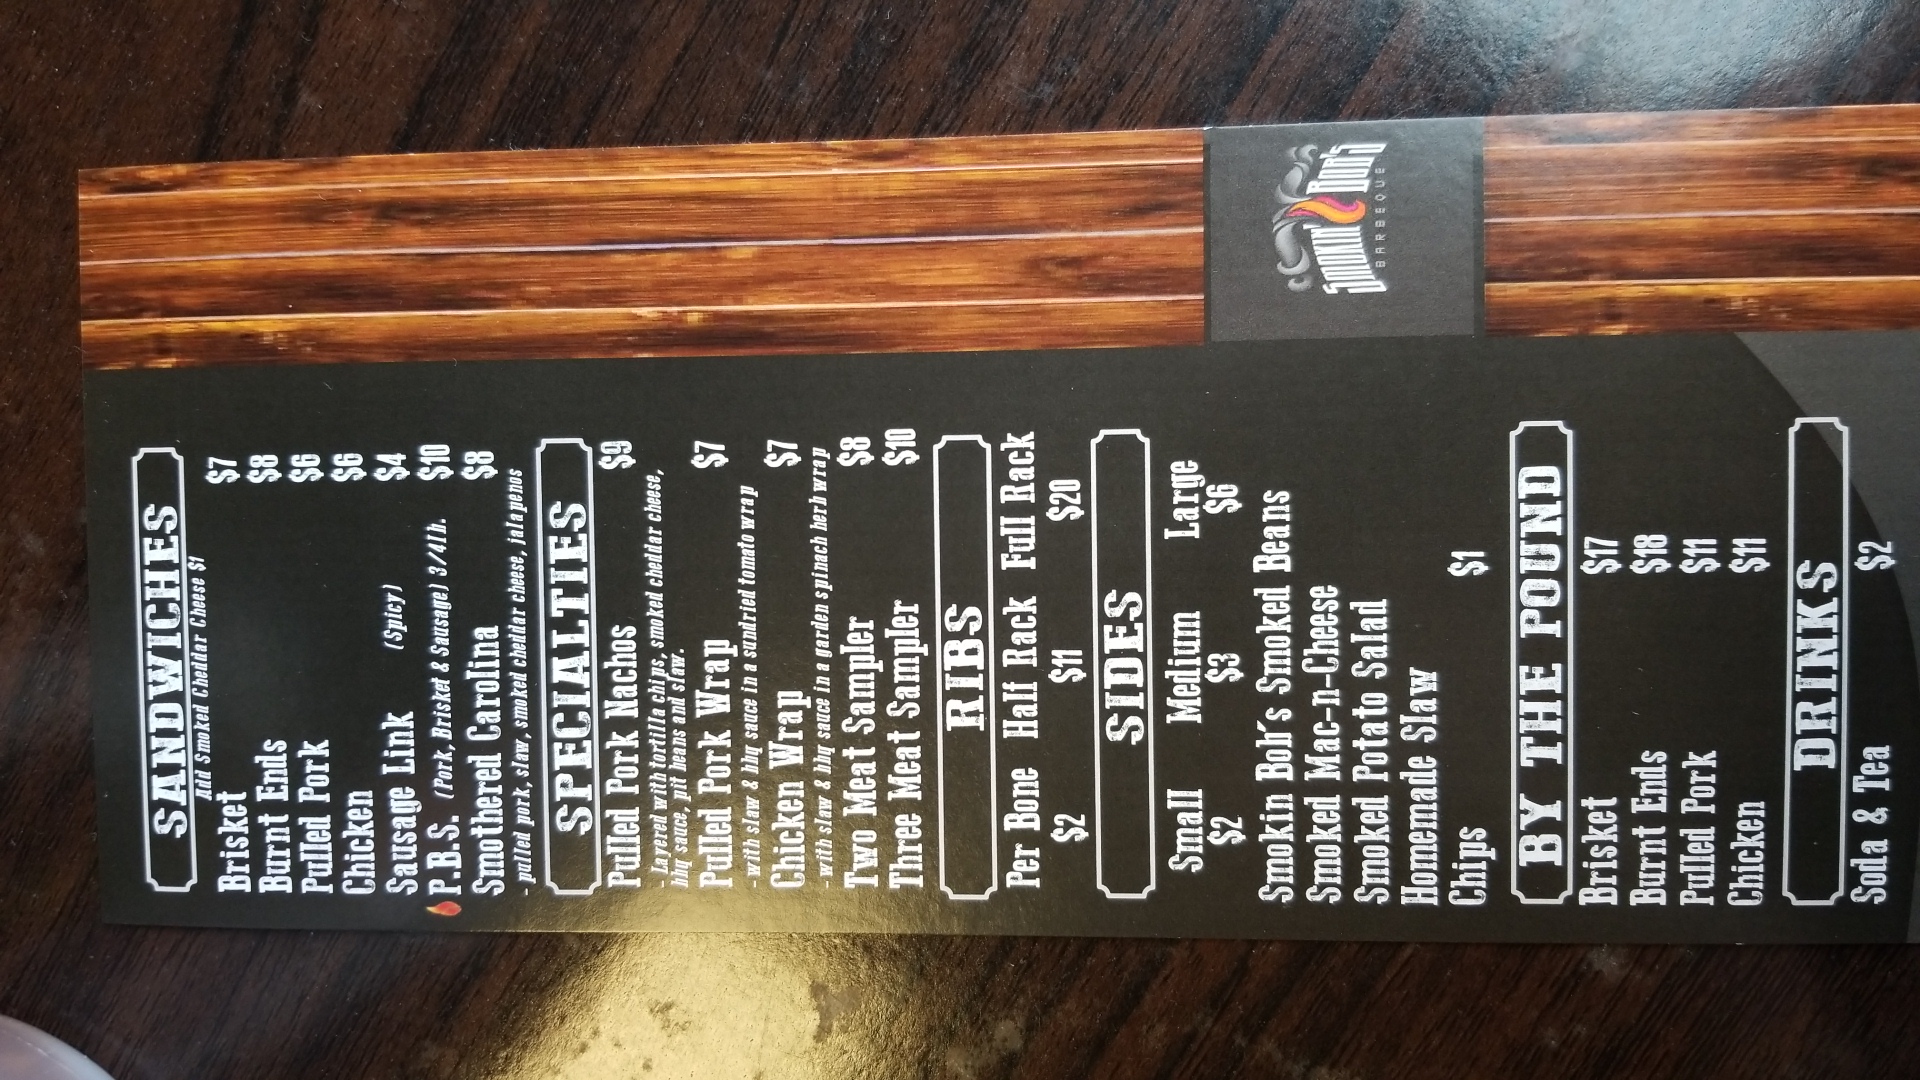 SANDWICHES
Add Smoked Cheddar Cheese $1
Brisket $7
Burnt Ends $8
Pulled Pork $6
Chicken $6
Sausage Link (Spicy) $4
P.B.S. (Pork, Brisket & Sausage) 3/4lb. $10
Smothered Carolina $8
- pulled pork, slaw, smoked cheddar cheese, jalapenos
SPECIALTIES
Pulled Pork Nachos $9
- Layered with tortilla chips, smoked cheddar cheese,
bbq sauce, pit beans and slaw.
Pulled Pork Wrap $7
- with slaw & bbq sauce in a sundried tomato wrap
Chicken Wrap $7
- with slaw & bbq sauce in a garden spinach herb wrap
Two Meat Sampler $8
Three Meat Sampler $10
RIBS
Per Bone Half Rack Full Rack
$2 $11 $20
SIDES
Small Medium Large
$2 $3 $6
Smokin Bob's Smoked Beans
Smoked Mac-n-Cheese
Smoked Potato Salad
Homemade Slaw
Chips $1
BY THE POUND
Brisket $17
Burnt Ends $18
Pulled Pork $11
Chicken $11
DRINKS
Soda & Tea $2
SMOKIN' BOB'S
BARBEQUE